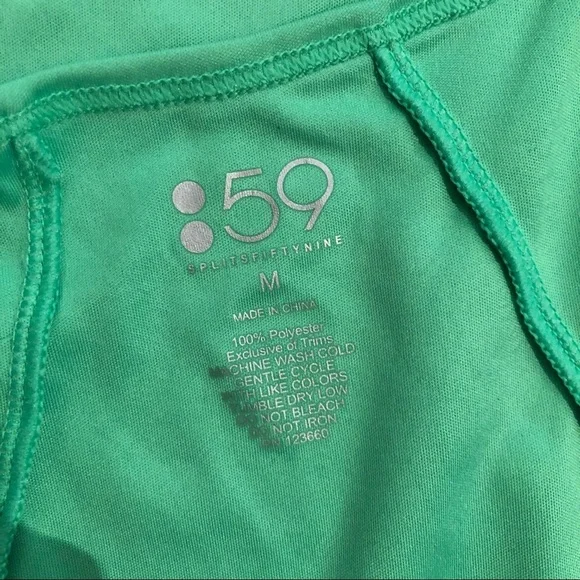 :59
SPLITSFIFTYNINE
M
MADE IN CHINA
100% Polyester
Exclusive of Trims
CHINE WASH COLD
GENTLE CYCLE
TH LIKE COLORS
MBLE DRY LOW
NOT BLEACH
NOT IRON
123660